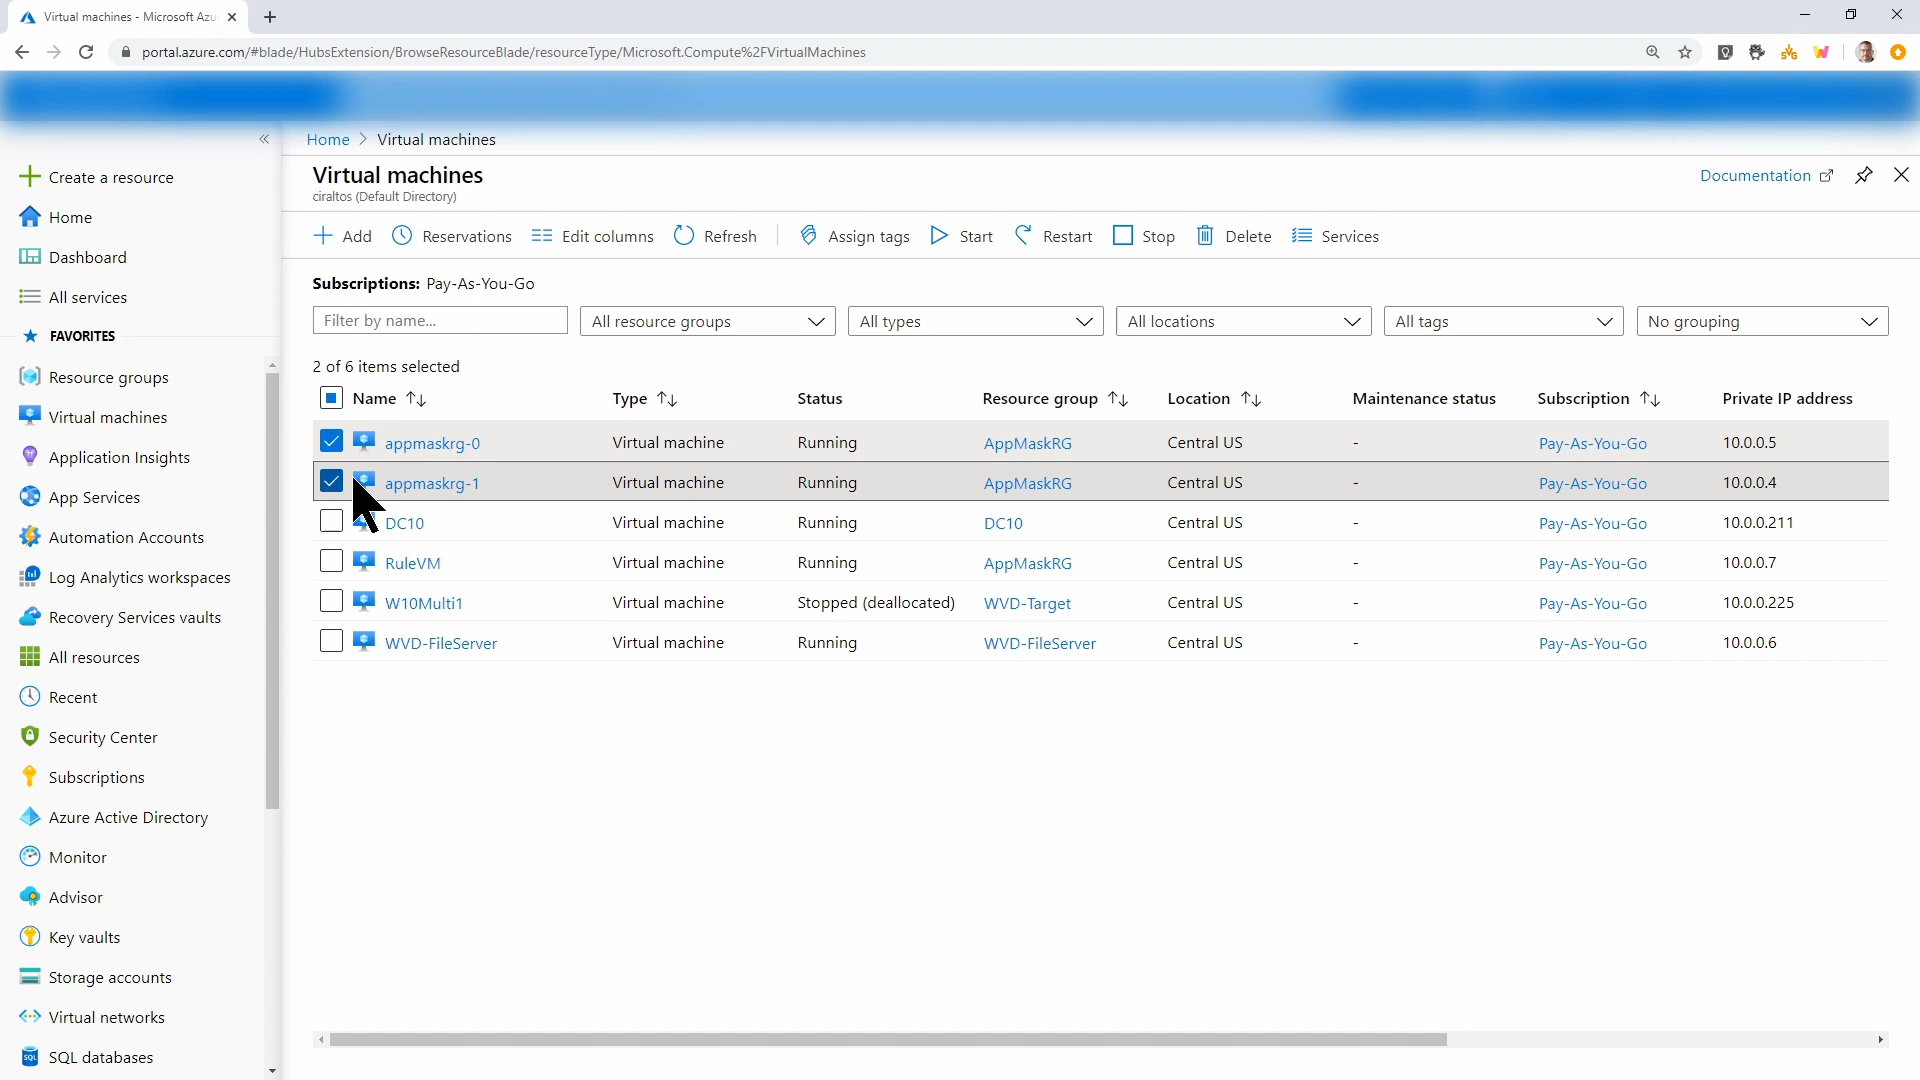 Virtual machines - Microsoft Azu
portal.azure.com/#blade/HubsExtension/BrowseResourceBlade/resourceType/Microsoft.Compute%2FVirtualMachines
Home > Virtual machines
Virtual machines
ciraltos (Default Directory)
Documentation
Add Reservations Edit columns Refresh Assign tags Start Restart Stop Delete Services
Subscriptions: Pay-As-You-Go
Filter by name... All resource groups All types All locations All tags No grouping
2 of 6 items selected
Name Type Status Resource group Location Maintenance status Subscription Private IP address
appmaskrg-0 Virtual machine Running AppMaskRG Central US - Pay-As-You-Go 10.0.0.5
appmaskrg-1 Virtual machine Running AppMaskRG Central US - Pay-As-You-Go 10.0.0.4
DC10 Virtual machine Running DC10 Central US - Pay-As-You-Go 10.0.0.211
RuleVM Virtual machine Running AppMaskRG Central US - Pay-As-You-Go 10.0.0.7
W10Multi1 Virtual machine Stopped (deallocated) WVD-Target Central US - Pay-As-You-Go 10.0.0.225
WVD-FileServer Virtual machine Running WVD-FileServer Central US - Pay-As-You-Go 10.0.0.6
Create a resource
Home
Dashboard
All services
FAVORITES
Resource groups
Virtual machines
Application Insights
App Services
Automation Accounts
Log Analytics workspaces
Recovery Services vaults
All resources
Recent
Security Center
Subscriptions
Azure Active Directory
Monitor
Advisor
Key vaults
Storage accounts
Virtual networks
SQL databases